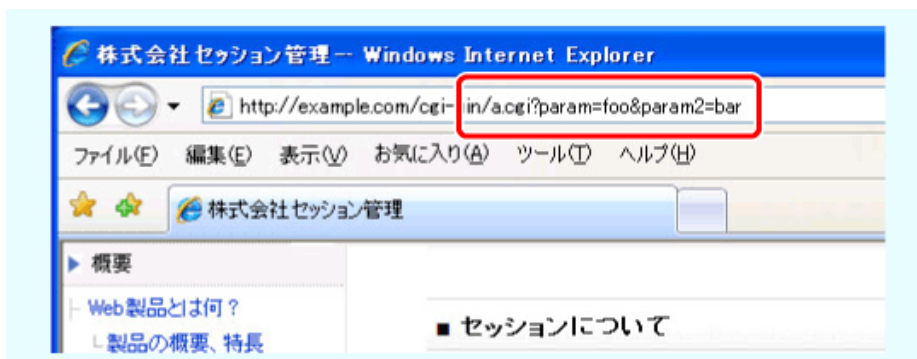 株式会社セッション管理-- Windows Internet Explorer
http://example.com/cgi-bin/a.cgi?param=foo&param2=bar
ファイル(F) 編集(E) 表示(V) お気に入り(A) ツール(T) ヘルプ(H)
株式会社セッション管理
概要
Web製品とは何？
製品の概要、特長
■ セッションについて